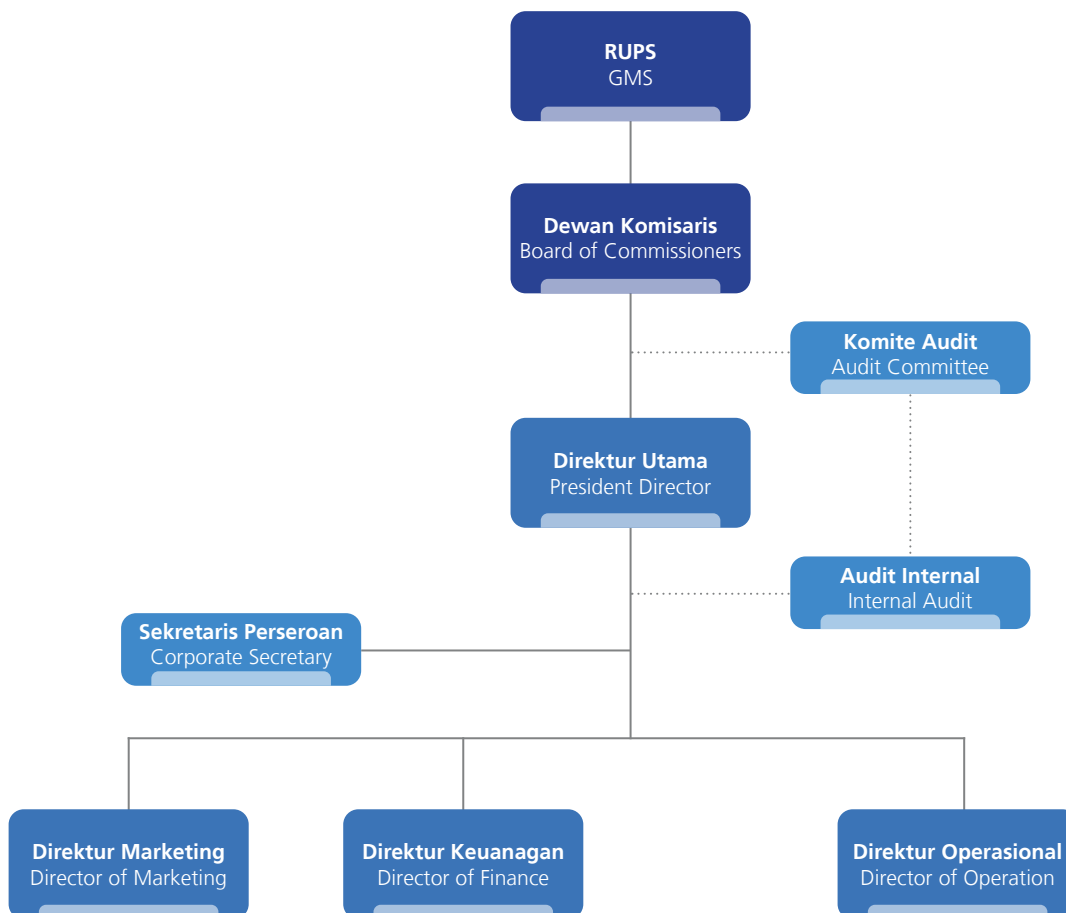 RUPS
GMS
Dewan Komisaris
Board of Commissioners
Komite Audit
Audit Committee
Direktur Utama
President Director
Audit Internal
Internal Audit
Sekretaris Perseroan
Corporate Secretary
Direktur Marketing
Director of Marketing
Direktur Keuanagan
Director of Finance
Direktur Operasional
Director of Operation